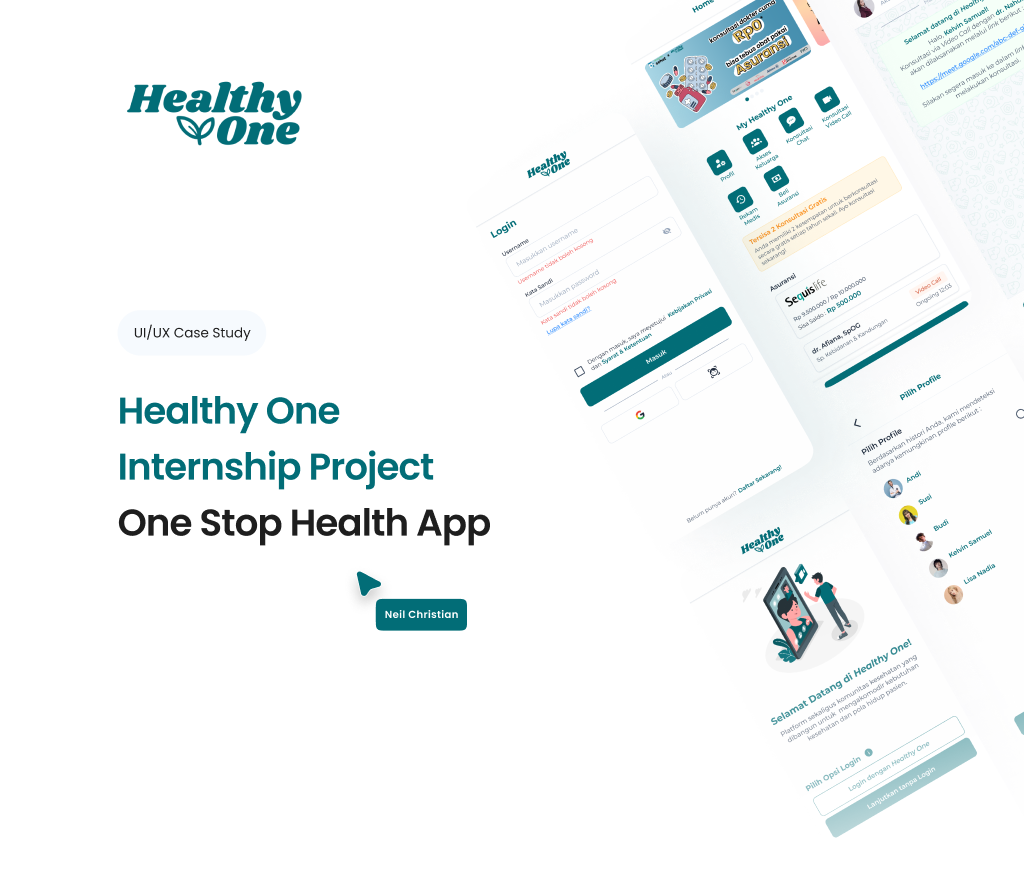 Healthy
One
UI/UX Case Study
Healthy One
Internship Project
One Stop Health App
Neil Christian
Healthy
One
Login
Username
Masukkan username
Username tidak boleh kosong
Kata Sandi
Masukkan password
Kata sandi tidak boleh kosong
Lupa kata sandi?
Dengan masuk, saya meyetujui Kebijakan Privasi
dan Syarat & Ketentuan
Masuk
Atau
Belum punya akun? Daftar Sekarang!
Home
Konsultasi dokter cuma
Rp0
bisa tebus obat pakai
Asuransi
My Healthy One
Profil
Akses
Keluarga
Konsultasi
Chat
Konsultasi
Video Call
Rekam
Medis
Beli
Asuransi
Tersisa 2 Konsultasi Gratis
Anda memiliki 2 kesempatan untuk berkonsultasi
secara gratis setiap tahun sekali. Ayo konsultasi
sekarang!
Asuransi
Sequislife
Rp 9.500.000 / Rp 10.000.000
Sisa Saldo : Rp 500.000
Video Call
dr. Afiana, SpOG
Sp. Kebidanan & Kandungan
Ongoing 12:03
Selamat datang di Healthy
Halo, Kelvin Samuel!
Konsultasi via Video Call dengan dr.
akan dilaksanakan melalui link berikut
https://meet.google.com/abc-def-g
Silakan segera masuk ke dalam link
melakukan konsultasi
Pilih Profile
Pilih Profile
Berdasarkan histori Anda, kami mendeteksi
adanya kemungkinan profile berikut :
Andi
Susi
Budi
Kelvin Samuel
Lisa Nadia
Healthy
One
Selamat Datang di Healthy One!
Platform sekaligus komunitas kesehatan yang
dibangun untuk mengakomodir kebutuhan
kesehatan dan pola hidup pasien.
Pilih Opsi Login
Login dengan Healthy One
Lanjutkan tanpa Login